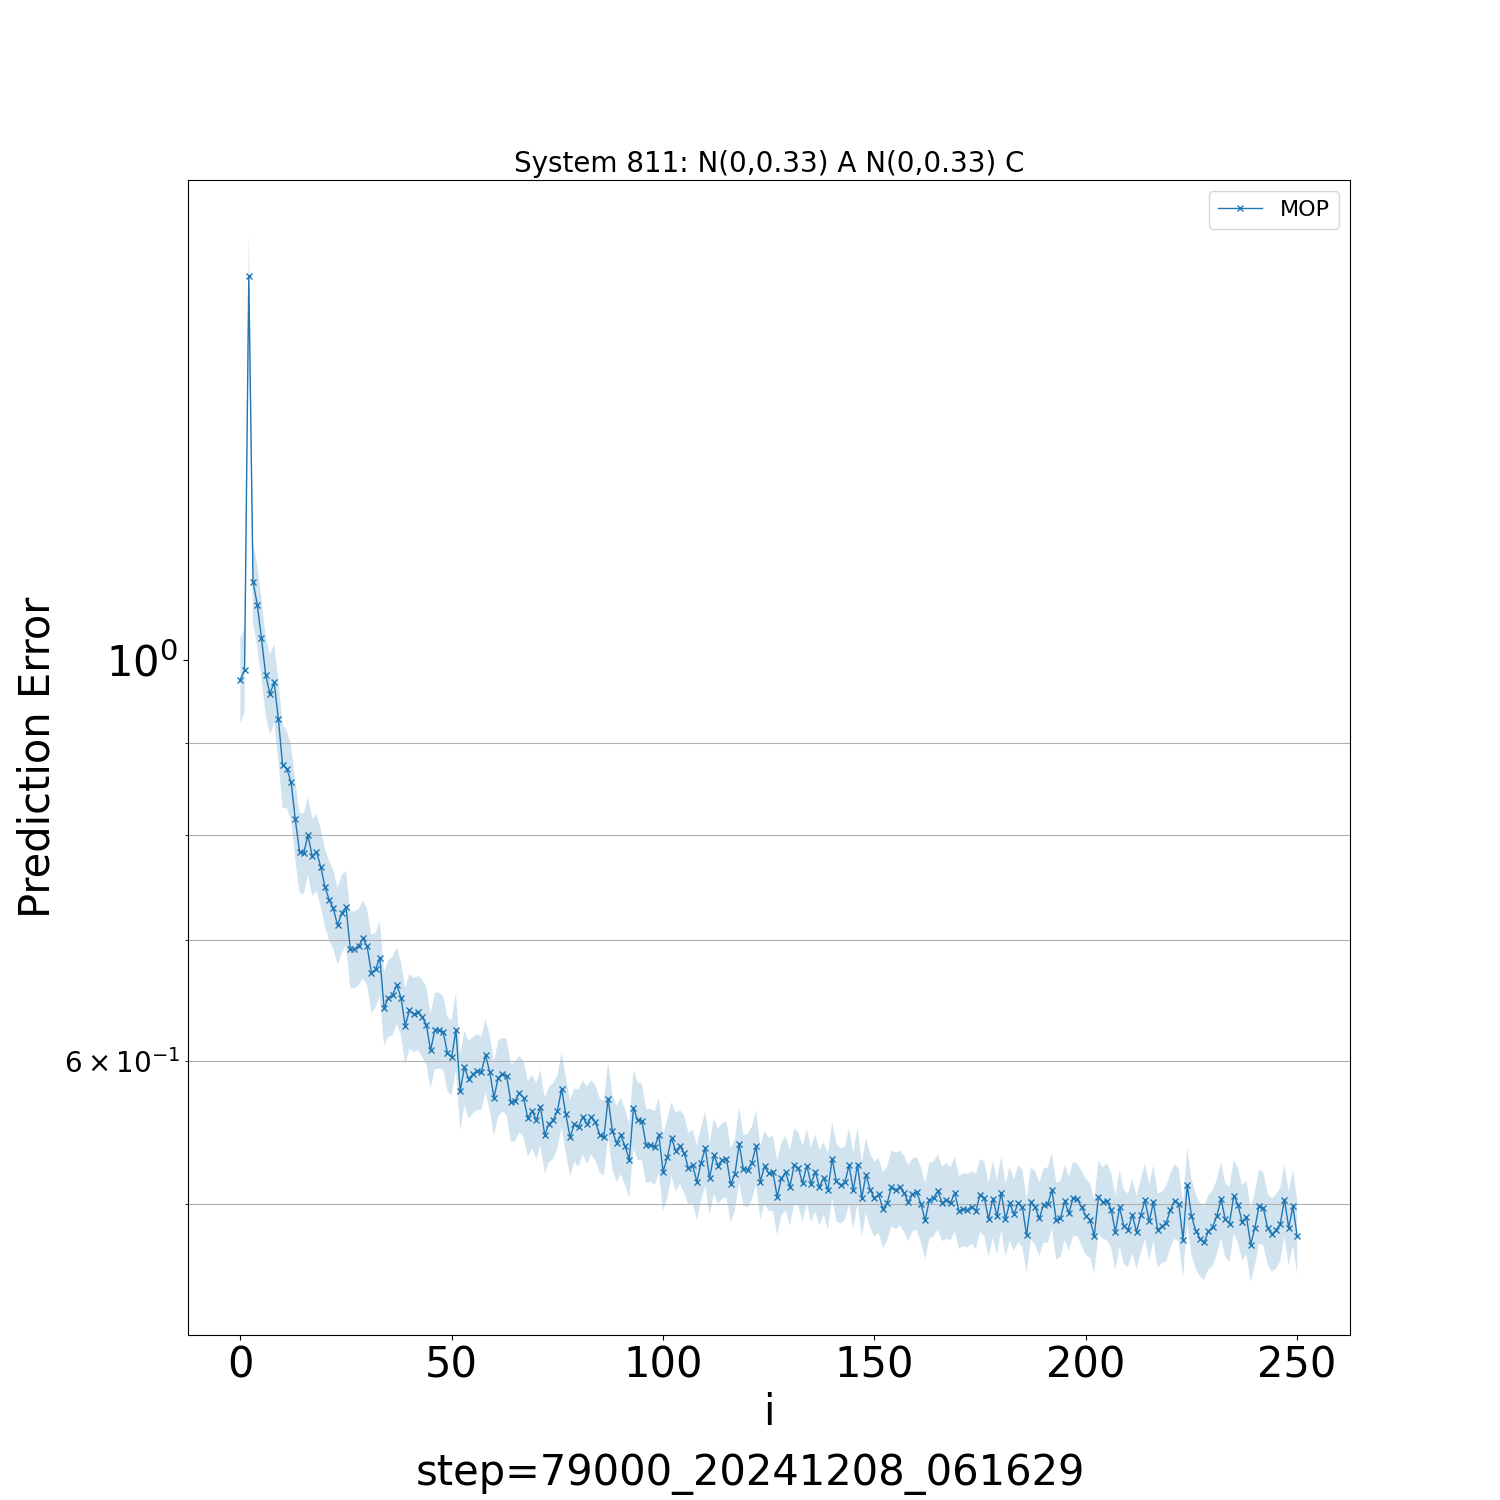 System 811: N(0,0.33) A N(0,0.33) C
MOP
Prediction Error
10⁰
6 × 10⁻¹
0 50 100 150 200 250
i
step=79000_20241208_061629